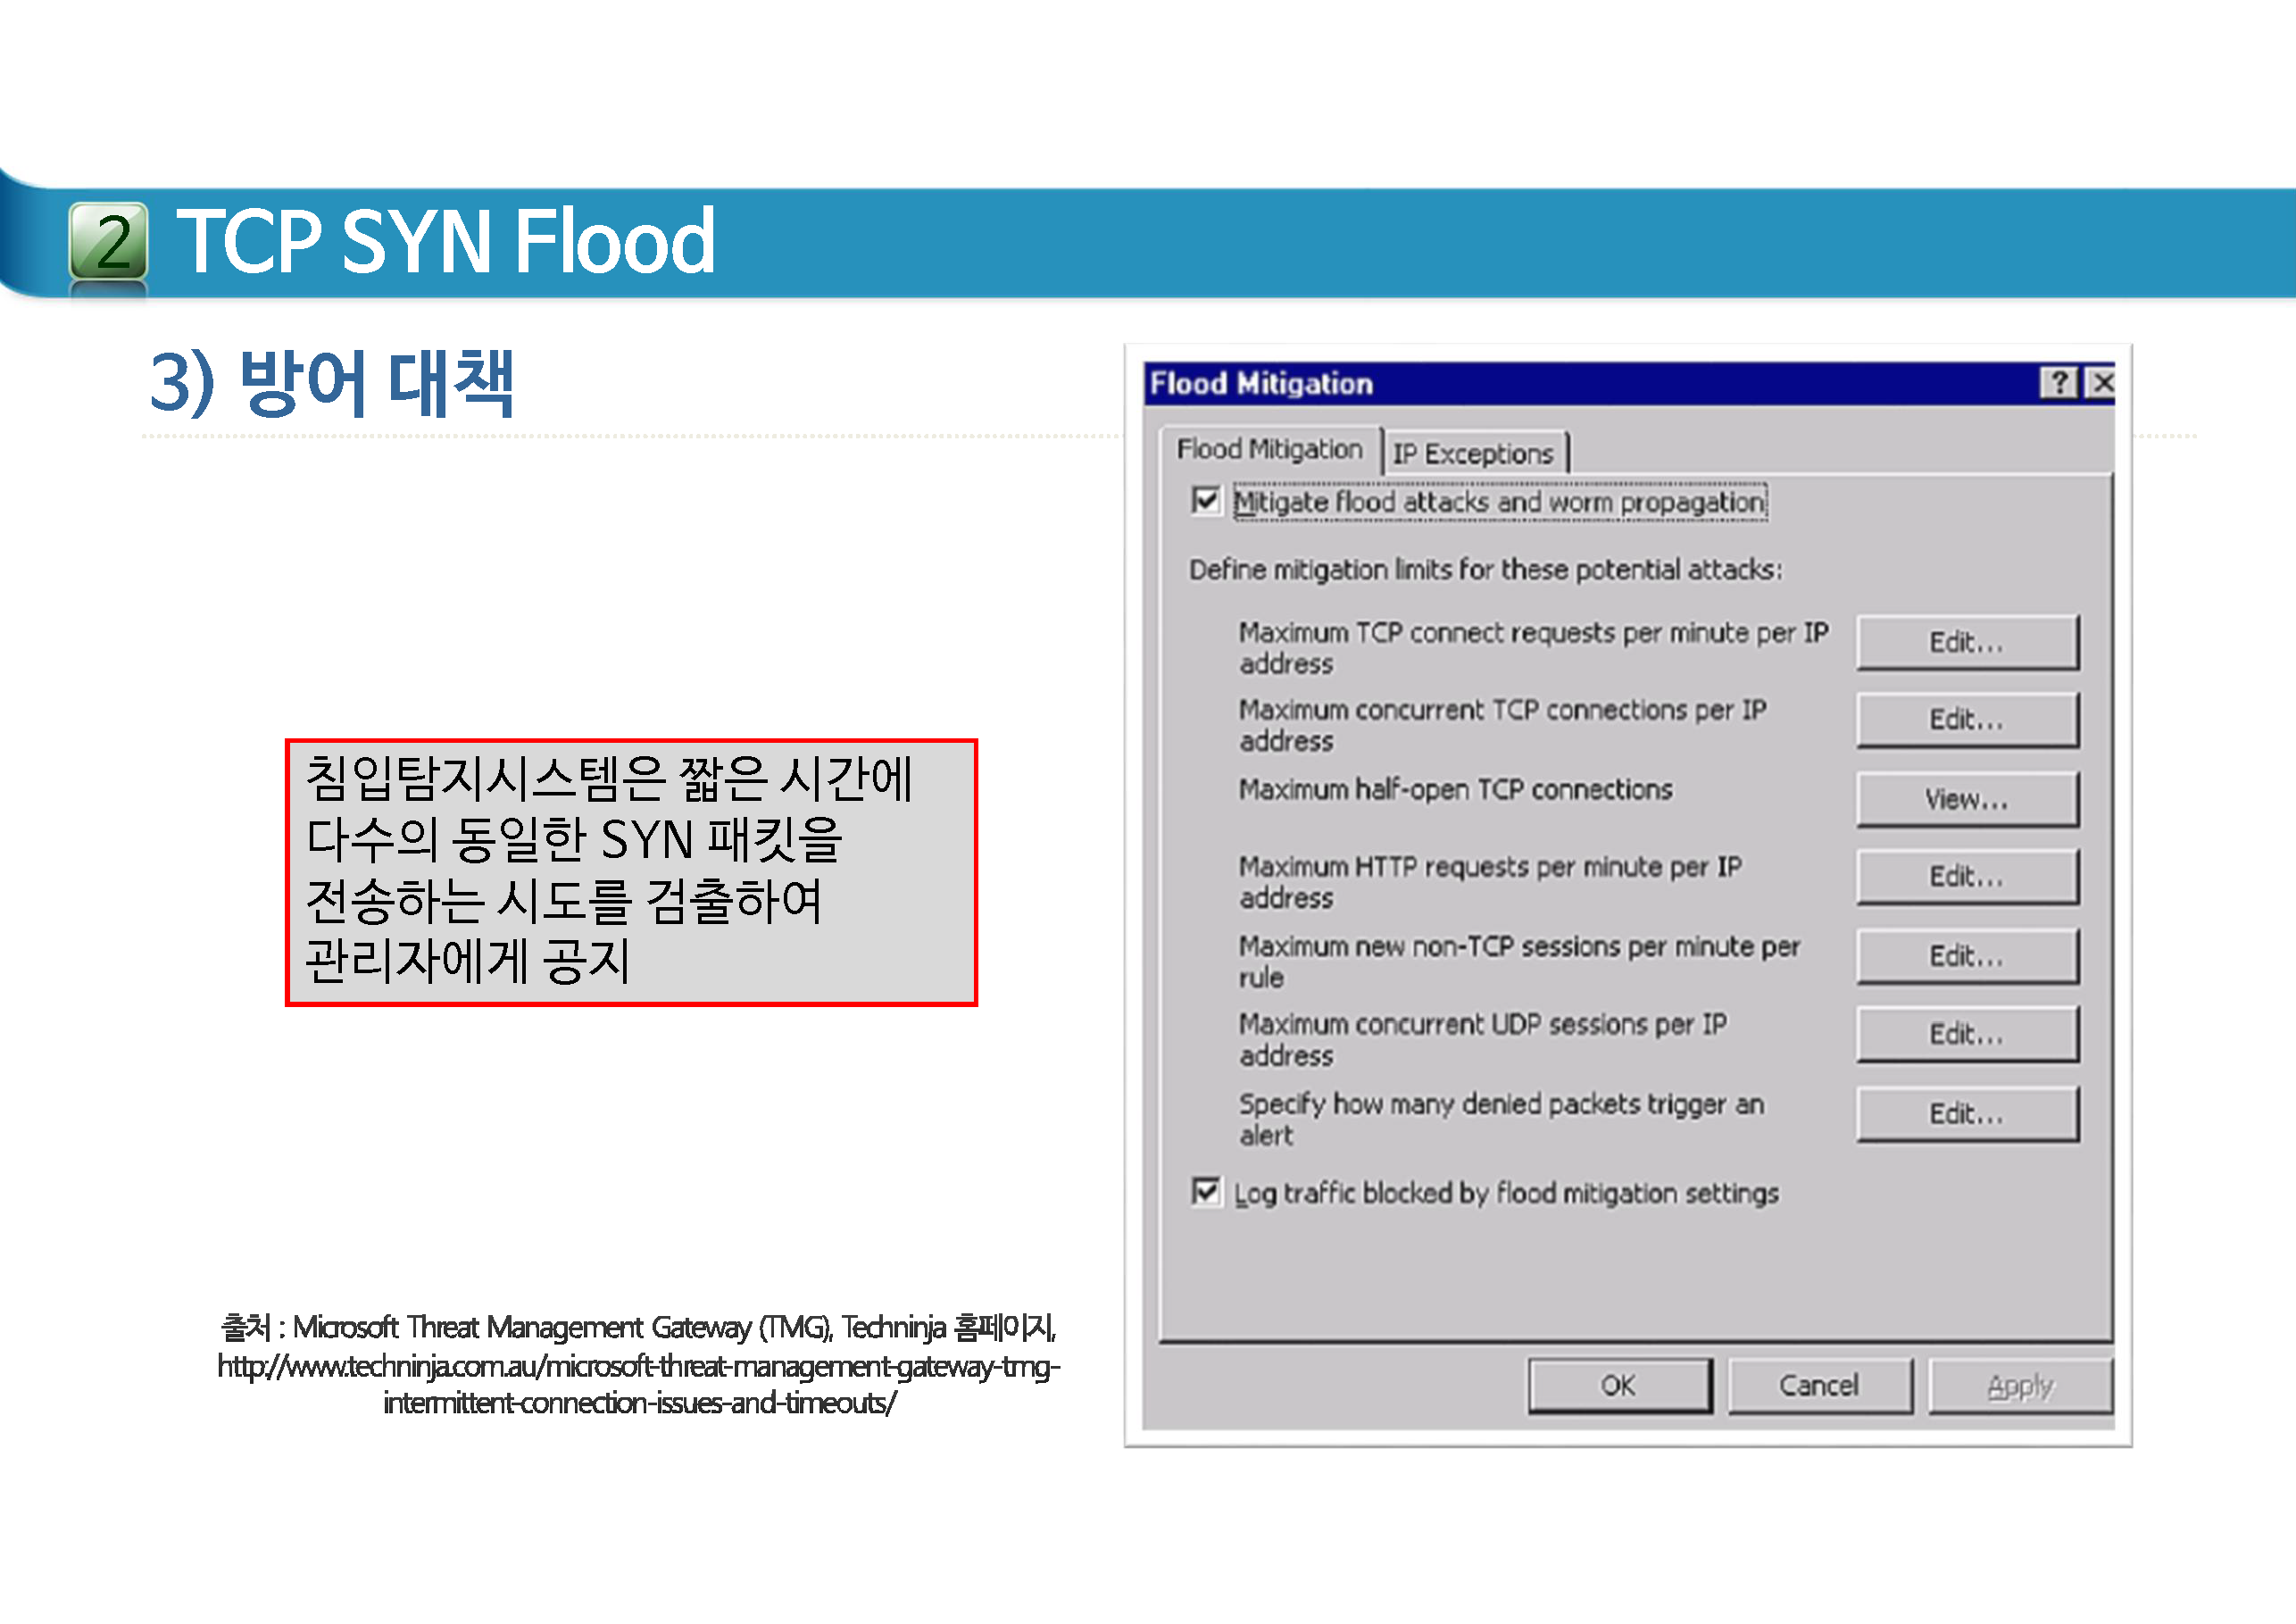 2 TCP SYN Flood
3) 방어 대책
침입탐지시스템은 짧은 시간에
다수의 동일한 SYN 패킷을
전송하는 시도를 검출하여
관리자에게 공지
출처 : Microsoft Threat Management Gateway (TMG), Techninja 홈페이지,
http://www.techninja.com.au/microsoft-threat-management-gateway-tmg-
intermittent-connection-issues-and-timeouts/
Flood Mitigation
Flood Mitigation IP Exceptions
Mitigate flood attacks and worm propagation
Define mitigation limits for these potential attacks:
Maximum TCP connect requests per minute per IP
address
Edit...
Maximum concurrent TCP connections per IP
address
Edit...
Maximum half-open TCP connections
View...
Maximum HTTP requests per minute per IP
address
Edit...
Maximum new non-TCP sessions per minute per
rule
Edit...
Maximum concurrent UDP sessions per IP
address
Edit...
Specify how many denied packets trigger an
alert
Edit...
Log traffic blocked by flood mitigation settings
OK Cancel Apply